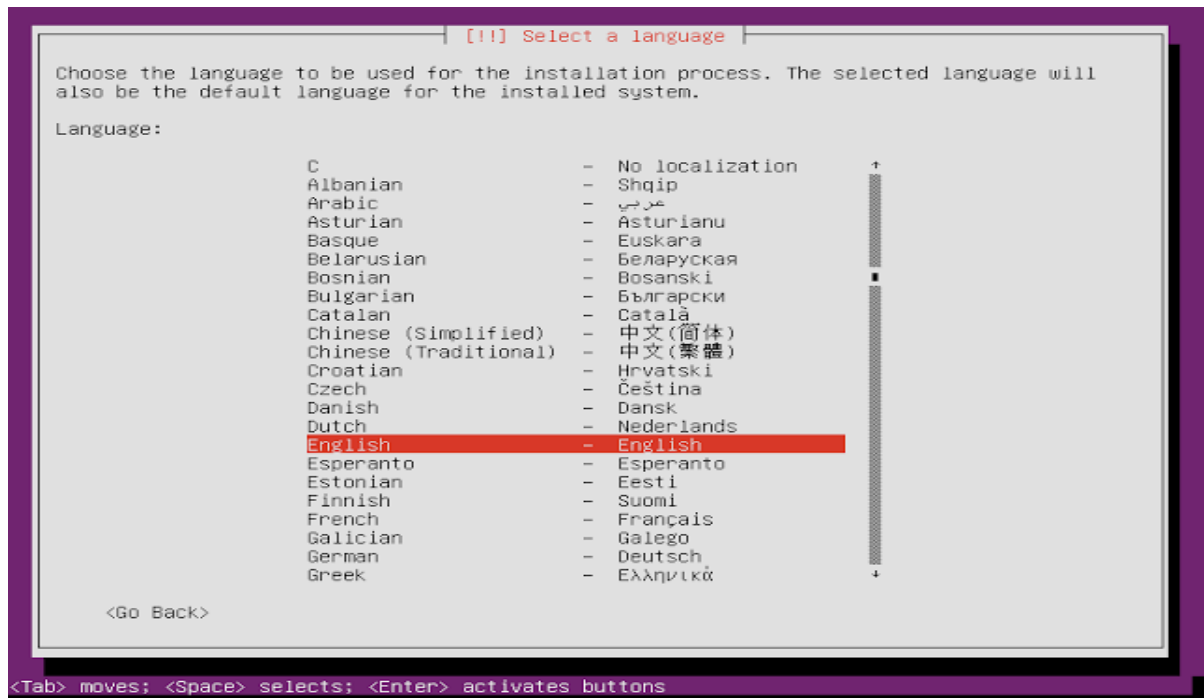 [!!] Select a language
Choose the language to be used for the installation process. The selected language will
also be the default language for the installed system.
Language:
C - No localization
Albanian - Shqip
Arabic - عربي
Asturian - Asturianu
Basque - Euskara
Belarusian - Беларуская
Bosnian - Bosanski
Bulgarian - Български
Catalan - Català
Chinese (Simplified) - 中文(简体)
Chinese (Traditional) - 中文(繁體)
Croatian - Hrvatski
Czech - Čeština
Danish - Dansk
Dutch - Nederlands
English - English
Esperanto - Esperanto
Estonian - Eesti
Finnish - Suomi
French - Français
Galician - Galego
German - Deutsch
Greek - Ελληνικά
<Go Back>
<Tab> moves; <Space> selects; <Enter> activates buttons